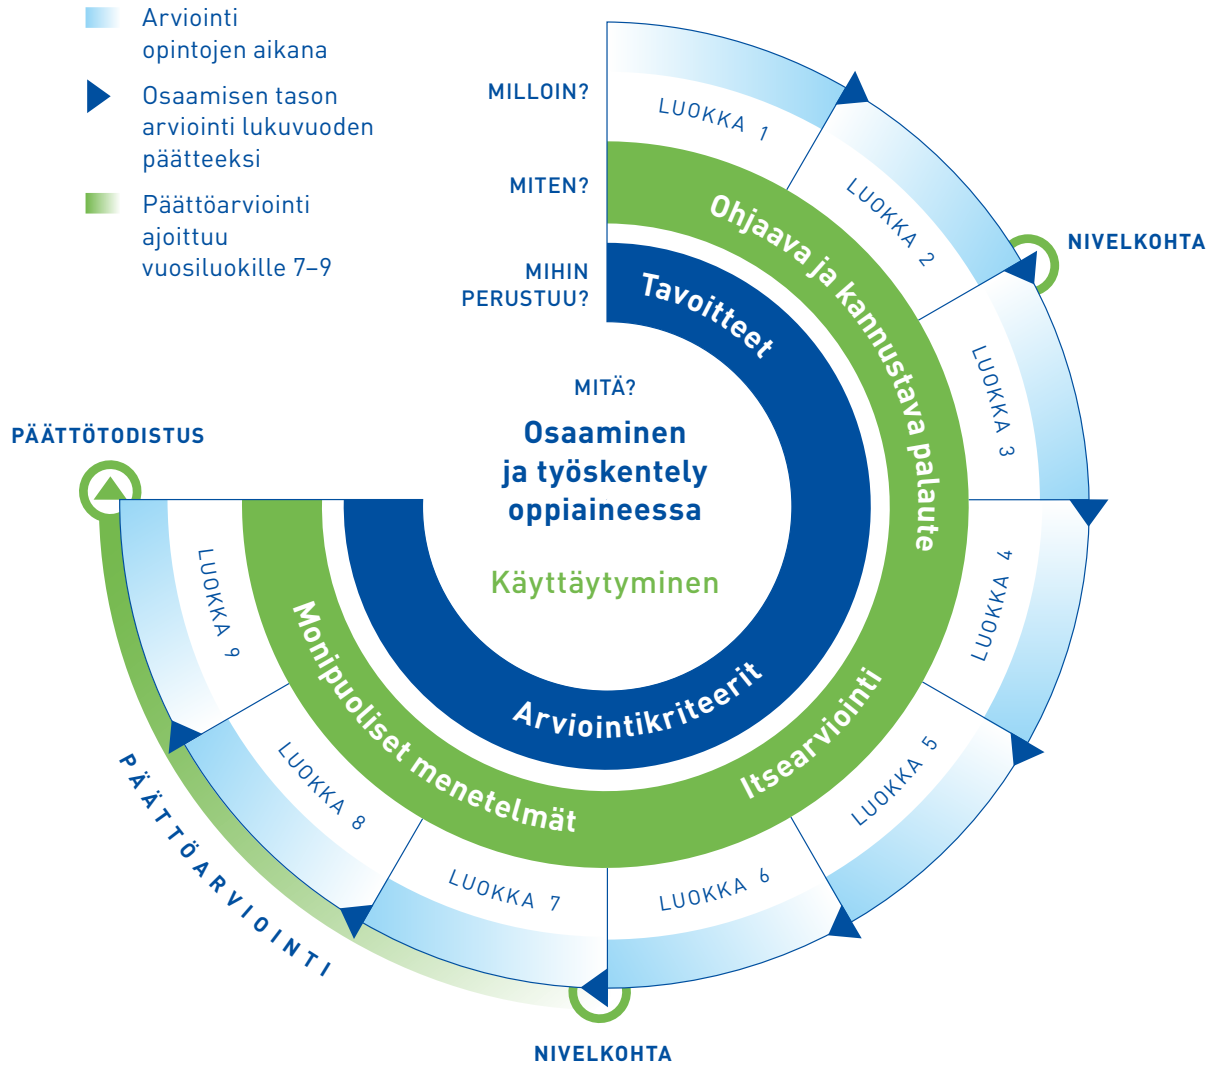 Arviointi
opintojen aikana
Osaamisen tason
arviointi lukuvuoden
päätteeksi
Päättöarviointi
ajoittuu
vuosiluokille 7–9
MILLOIN?
MITEN?
MIHIN
PERUSTUU?
LUOKKA 1
LUOKKA 2
NIVELKOHTA
LUOKKA 3
LUOKKA 4
LUOKKA 5
LUOKKA 6
NIVELKOHTA
LUOKKA 7
LUOKKA 8
LUOKKA 9
PÄÄTTÖARVIOINTI
PÄÄTTÖTODISTUS
Ohjaava ja kannustava palaute
Itsearviointi
Monipuoliset menetelmät
Tavoitteet
Arviointikriteerit
MITÄ?
Osaaminen
ja työskentely
oppiaineessa
Käyttäytyminen